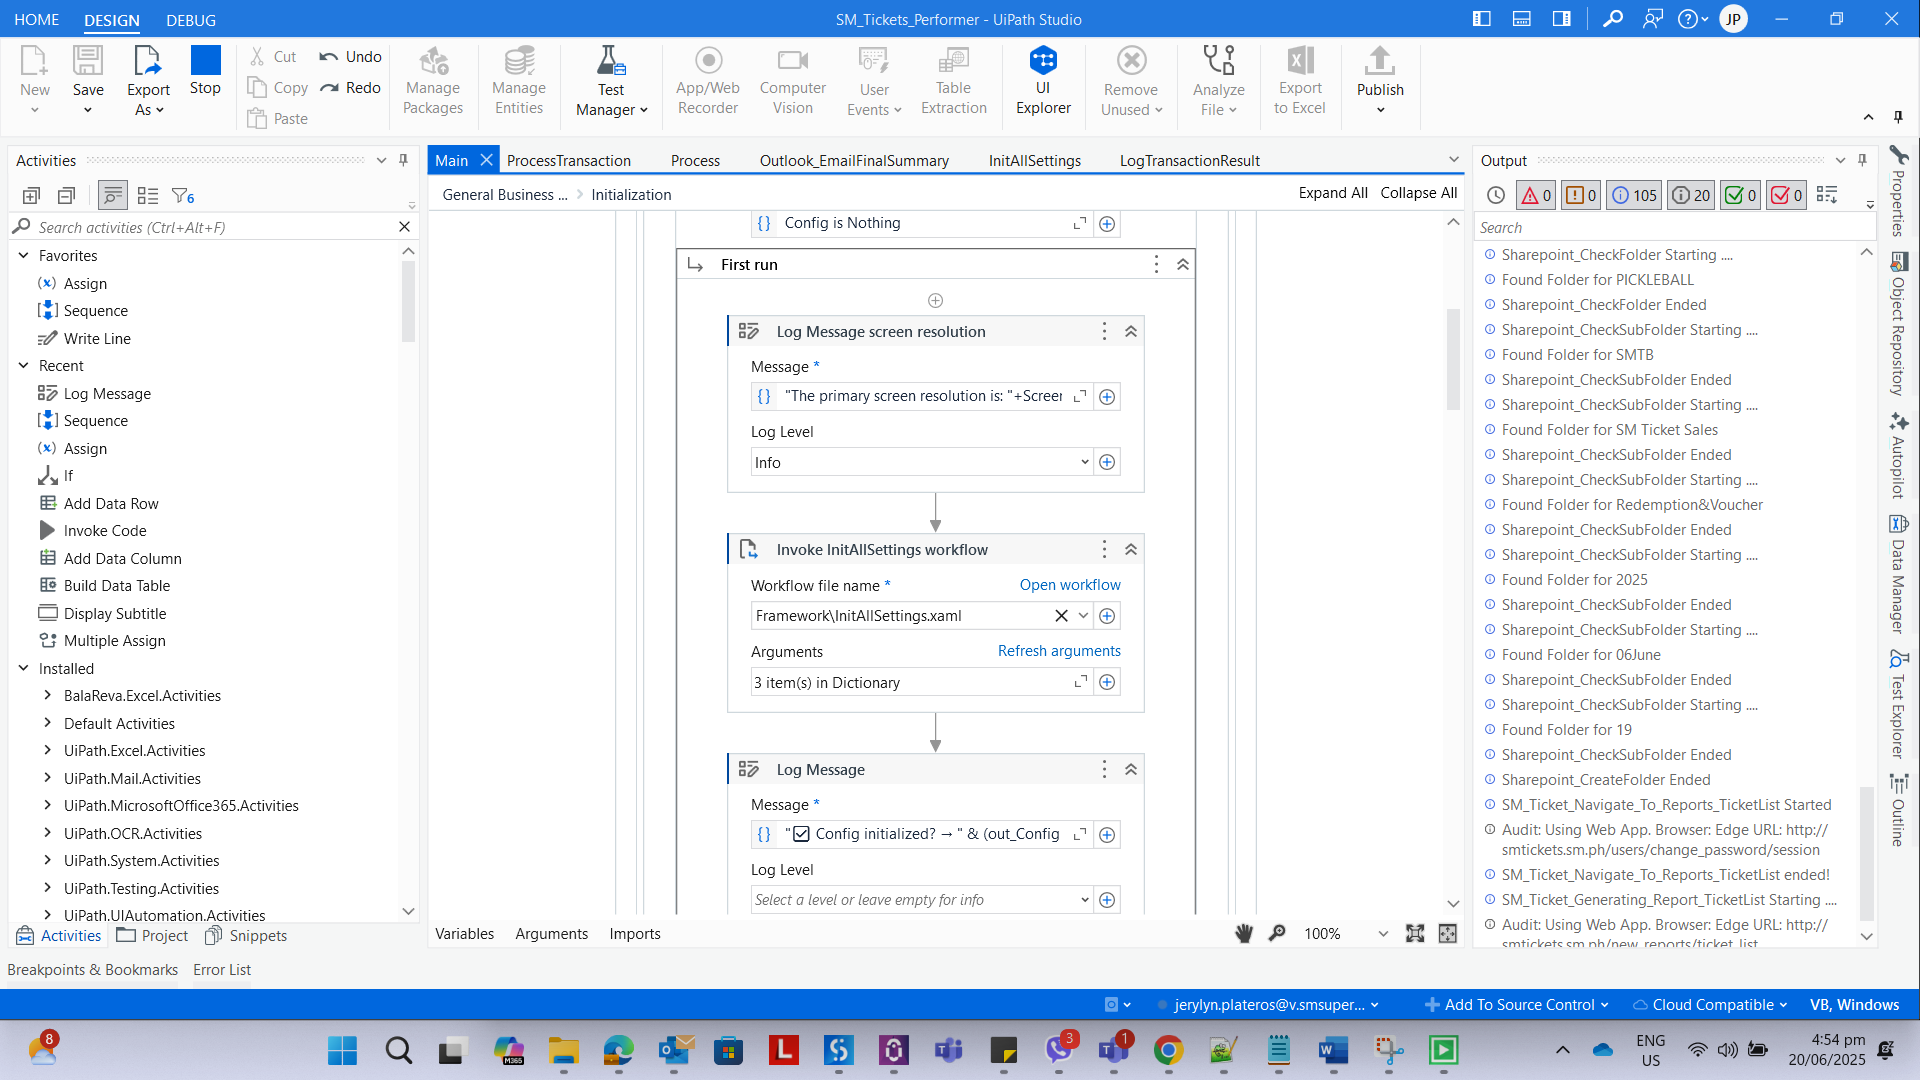 HOME
DESIGN
DEBUG
SM_Tickets_Performer - UiPath Studio
JP
New
Save
Export As
Stop
Cut
Copy
Paste
Undo
Redo
Manage Packages
Manage Entities
Test Manager
App/Web Recorder
Computer Vision
User Events
Table Extraction
UI Explorer
Remove Unused
Analyze File
Export to Excel
Publish
Activities
6
Search activities (Ctrl+Alt+F)
Favorites
Assign
Sequence
Write Line
Recent
Log Message
Sequence
Assign
If
Add Data Row
Invoke Code
Add Data Column
Build Data Table
Display Subtitle
Multiple Assign
Installed
BalaReva.Excel.Activities
Default Activities
UiPath.Excel.Activities
UiPath.Mail.Activities
UiPath.MicrosoftOffice365.Activities
UiPath.OCR.Activities
UiPath.System.Activities
UiPath.Testing.Activities
UiPath.UIAutomation.Activities
Activities
Project
Snippets
Main
ProcessTransaction
Process
Outlook_EmailFinalSummary
InitAllSettings
LogTransactionResult
General Business ... > Initialization
Expand All
Collapse All
{} Config is Nothing
First run
Log Message screen resolution
Message *
{} "The primary screen resolution is: "+Screen
Log Level
Info
Invoke InitAllSettings workflow
Workflow file name *
Open workflow
Framework\InitAllSettings.xaml
Arguments
Refresh arguments
3 item(s) in Dictionary
Log Message
Message *
{} "☑ Config initialized? → " & (out_Config
Log Level
Select a level or leave empty for info
Variables
Arguments
Imports
100%
Output
0
0
105
20
0
0
Search
Sharepoint_CheckFolder Starting ....
Found Folder for PICKLEBALL
Sharepoint_CheckFolder Ended
Sharepoint_CheckSubFolder Starting ....
Found Folder for SMTB
Sharepoint_CheckSubFolder Ended
Sharepoint_CheckSubFolder Starting ....
Found Folder for SM Ticket Sales
Sharepoint_CheckSubFolder Ended
Sharepoint_CheckSubFolder Starting ....
Found Folder for Redemption&Voucher
Sharepoint_CheckSubFolder Ended
Sharepoint_CheckSubFolder Starting ....
Found Folder for 2025
Sharepoint_CheckSubFolder Ended
Sharepoint_CheckSubFolder Starting ....
Found Folder for 06June
Sharepoint_CheckSubFolder Ended
Sharepoint_CheckSubFolder Starting ....
Found Folder for 19
Sharepoint_CheckSubFolder Ended
Sharepoint_CreateFolder Ended
SM_Ticket_Navigate_To_Reports_TicketList Started
Audit: Using Web App. Browser: Edge URL: http://
smtickets.sm.ph/users/change_password/session
SM_Ticket_Navigate_To_Reports_TicketList ended!
SM_Ticket_Generating_Report_TicketList Starting ....
Audit: Using Web App. Browser: Edge URL: http://
smtickets.sm.ph/new_reports/ticket_list
Properties
Object Repository
Autopilot
Data Manager
Test Explorer
Outline
Breakpoints & Bookmarks
Error List
jerylyn.plateros@v.smsuper...
Add To Source Control
Cloud Compatible
VB, Windows
8
M365
L
S
3
1
W
ENG
US
4:54 pm
20/06/2025